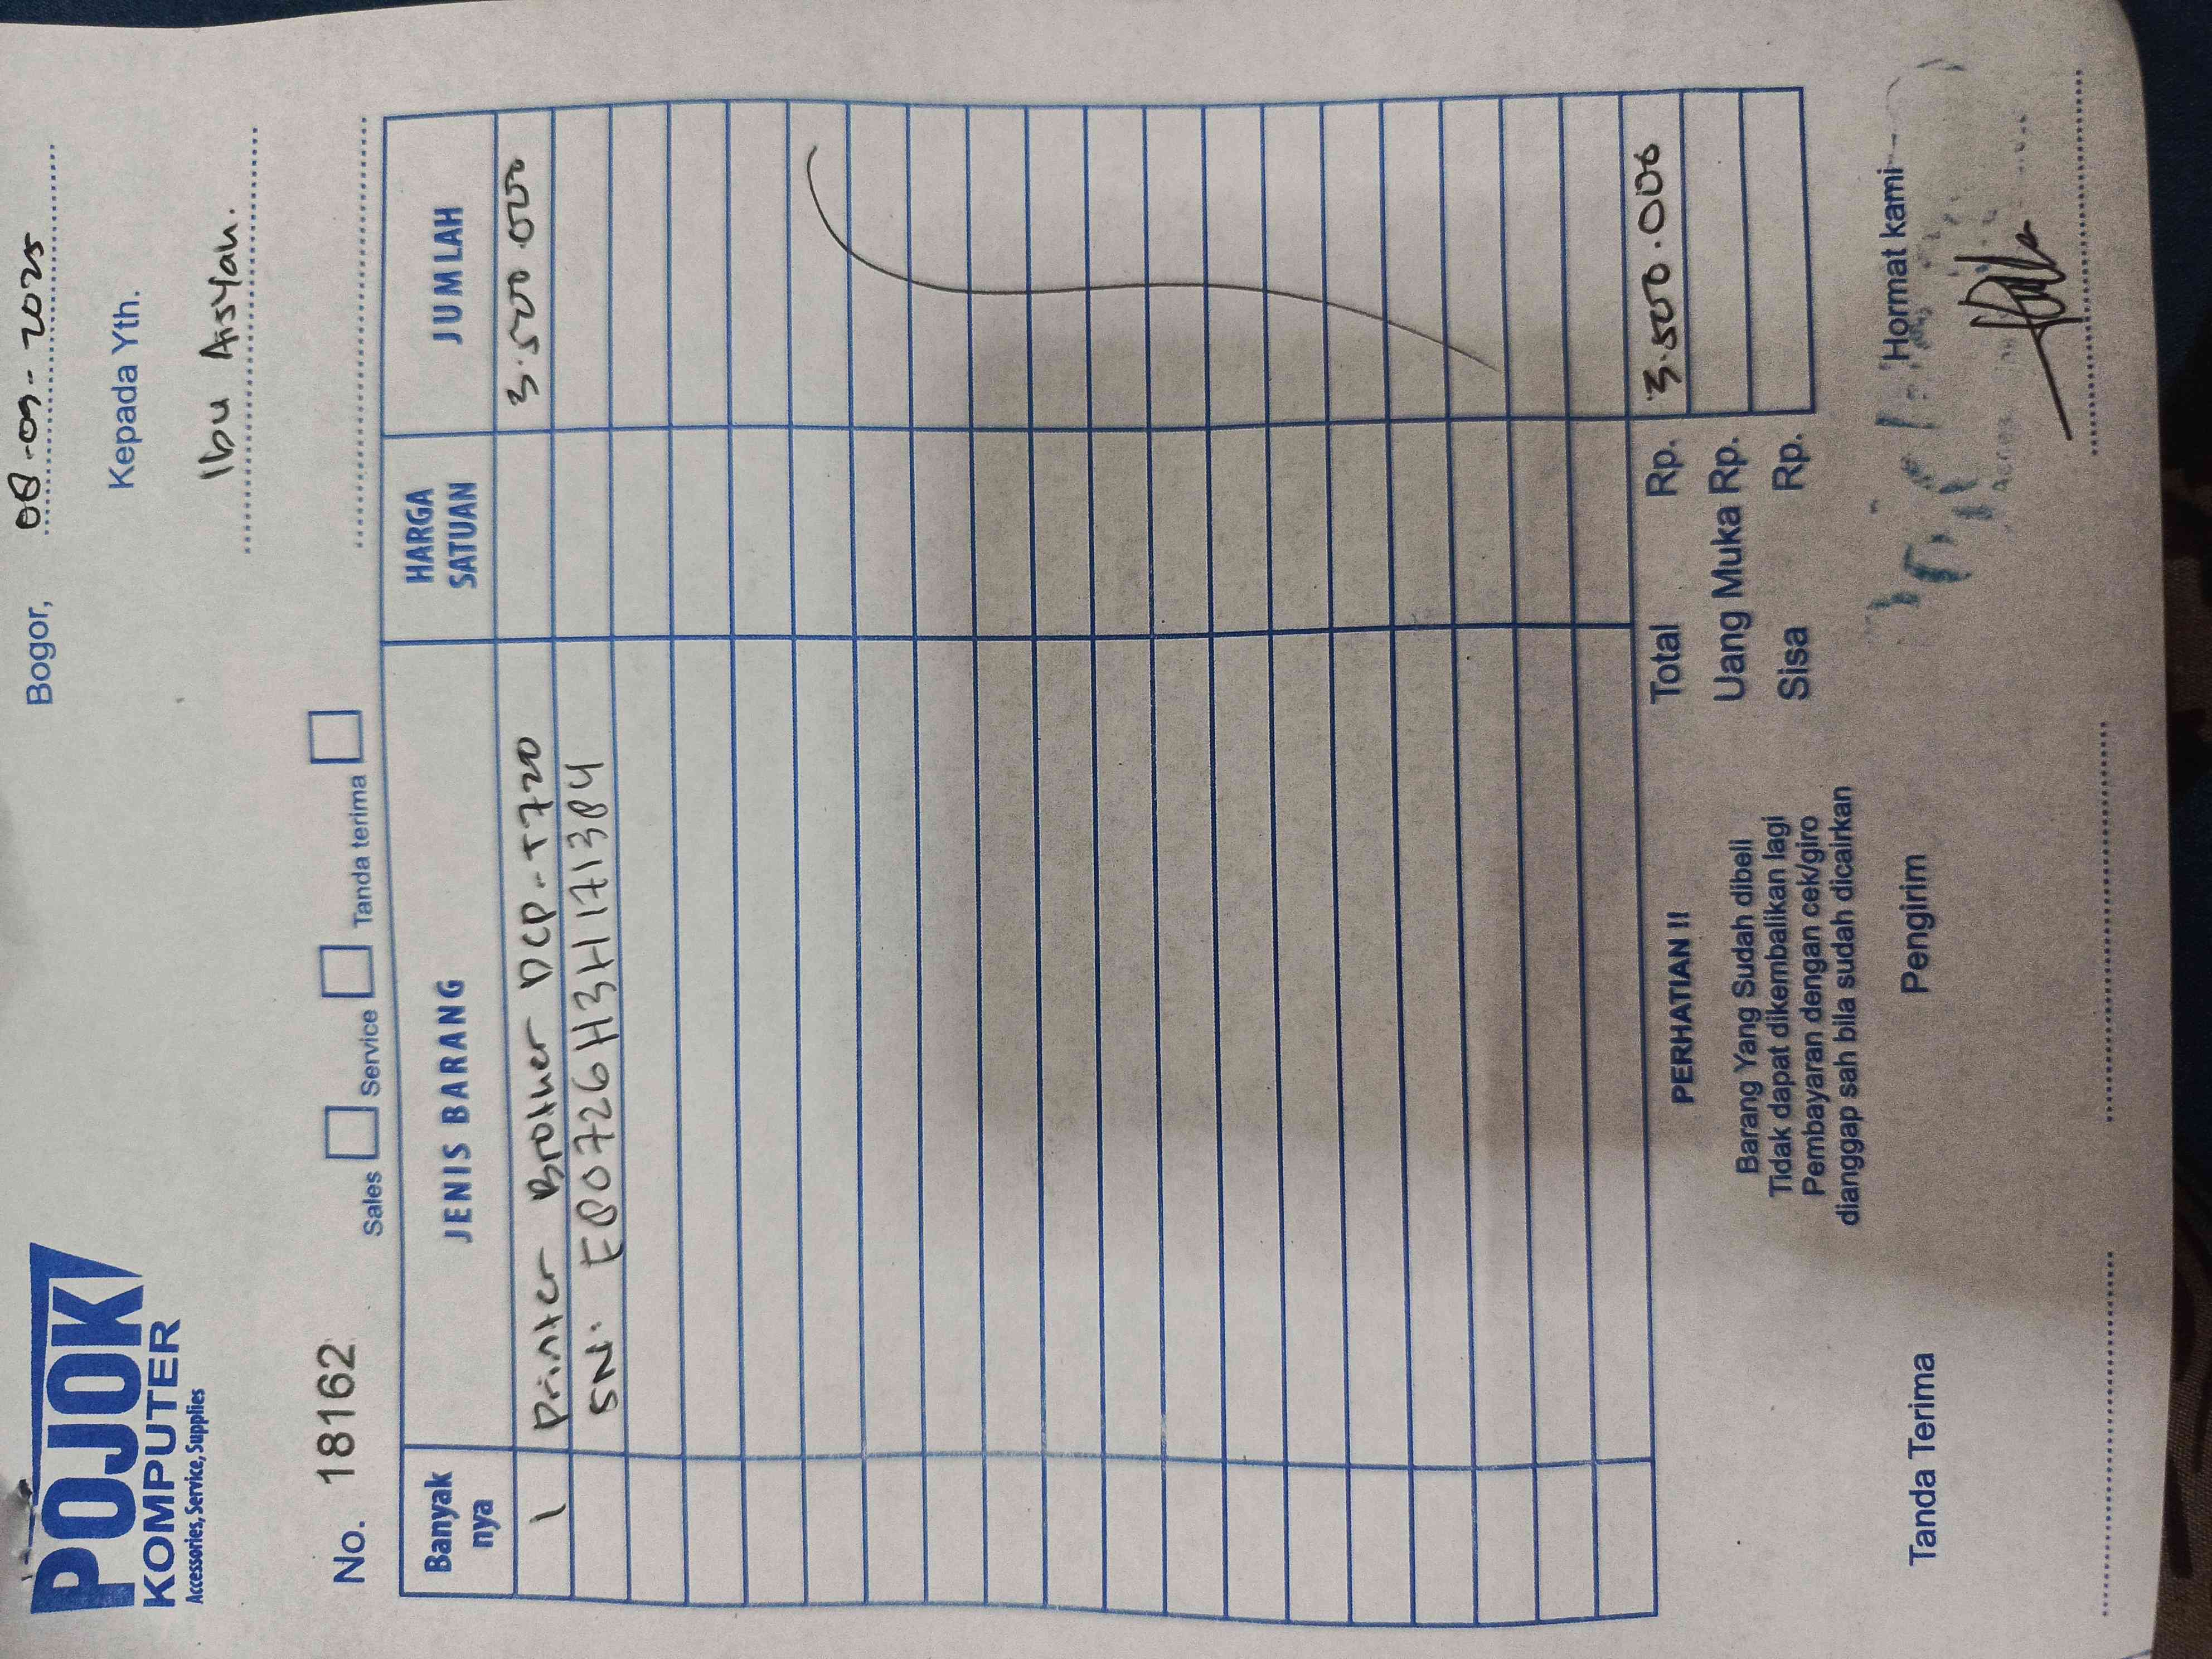 POJOK
KOMPUTER
Accessories, Service, Supplies
Bogor, 08-09-2025
Kepada Yth.
Ibu Aisyah.
No. 18162
Sales Service Tanda terima
Banyak nya JENIS BARANG HARGA SATUAN JUMLAH
1 Printer Brother DCP-T720 3.500.000
SN. E80726H3H171384
Total Rp. 3.500.000
Uang Muka Rp.
Sisa Rp.
PERHATIAN !!
Barang Yang Sudah dibeli
Tidak dapat dikembalikan lagi
Pembayaran dengan cek/giro
dianggap sah bila sudah dicairkan
Tanda Terima Pengirim Hormat kami